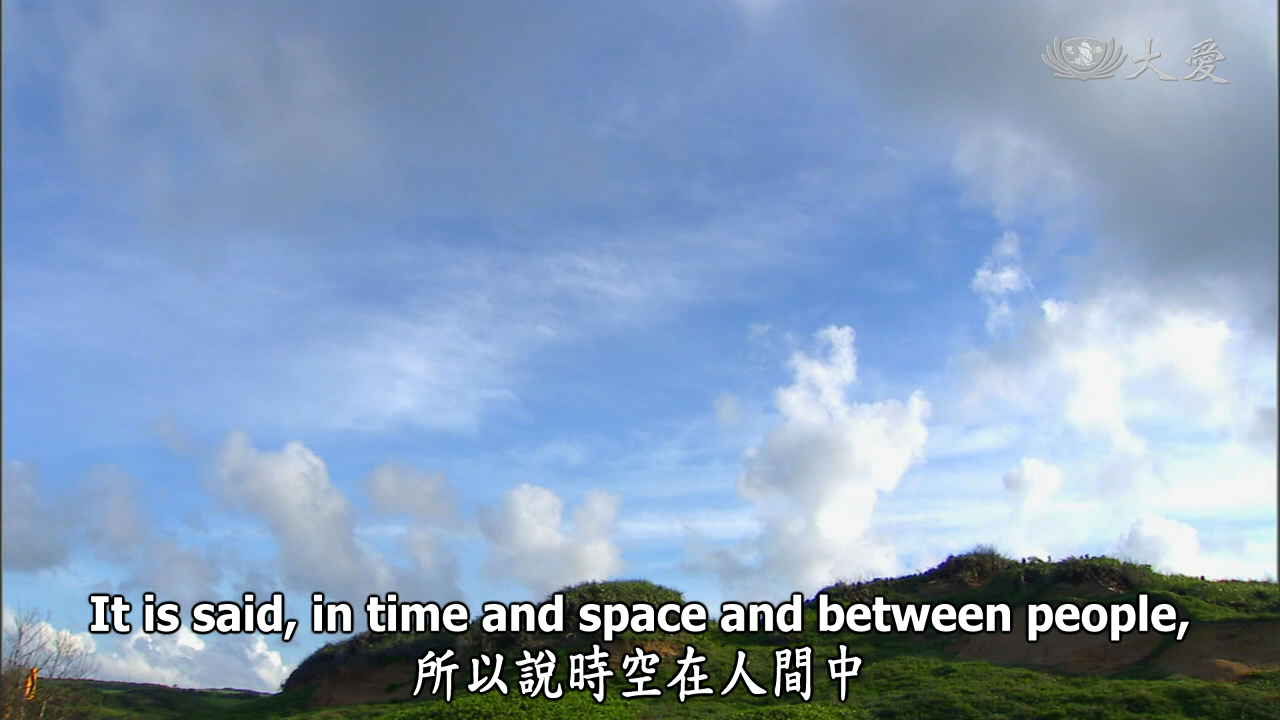 大愛
It is said, in time and space and between people,
所以說時空在人間中